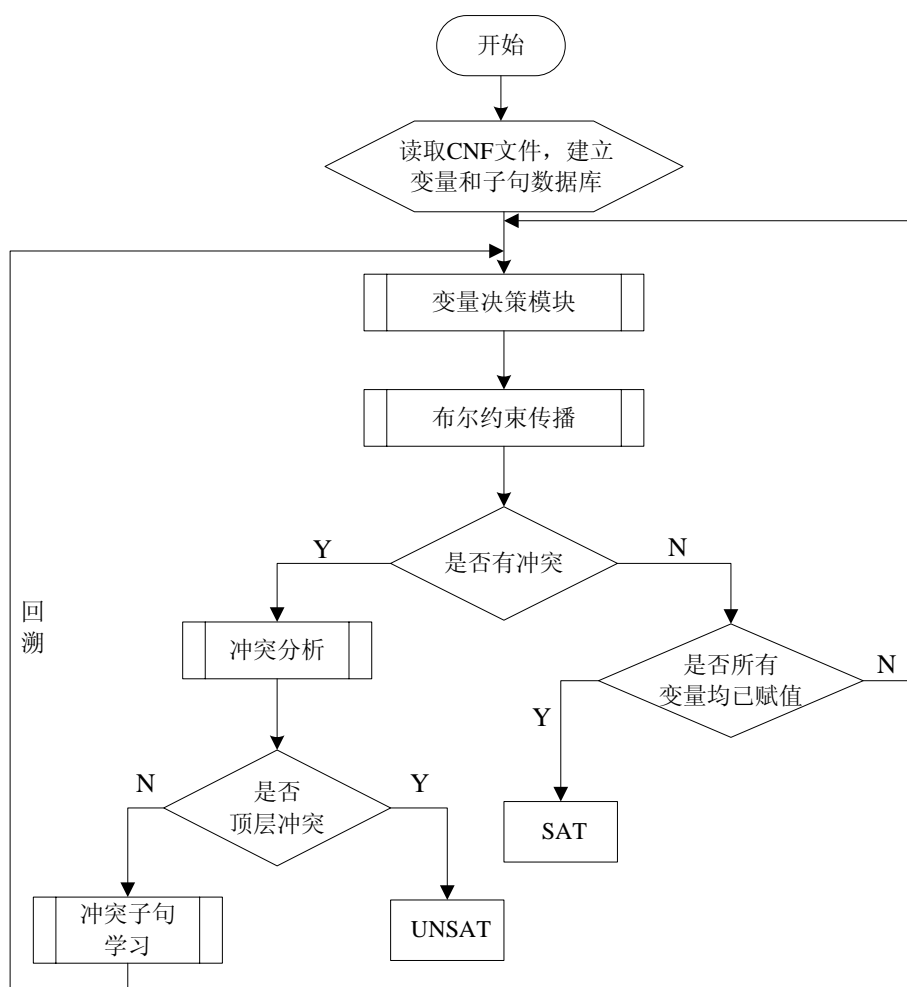 开始
读取CNF文件，建立
变量和子句数据库
变量决策模块
布尔约束传播
Y
是否有冲突
N
回
溯
冲突分析
是否所有
变量均已赋值
N
Y
N
是否
顶层冲突
Y
SAT
冲突子句
学习
UNSAT